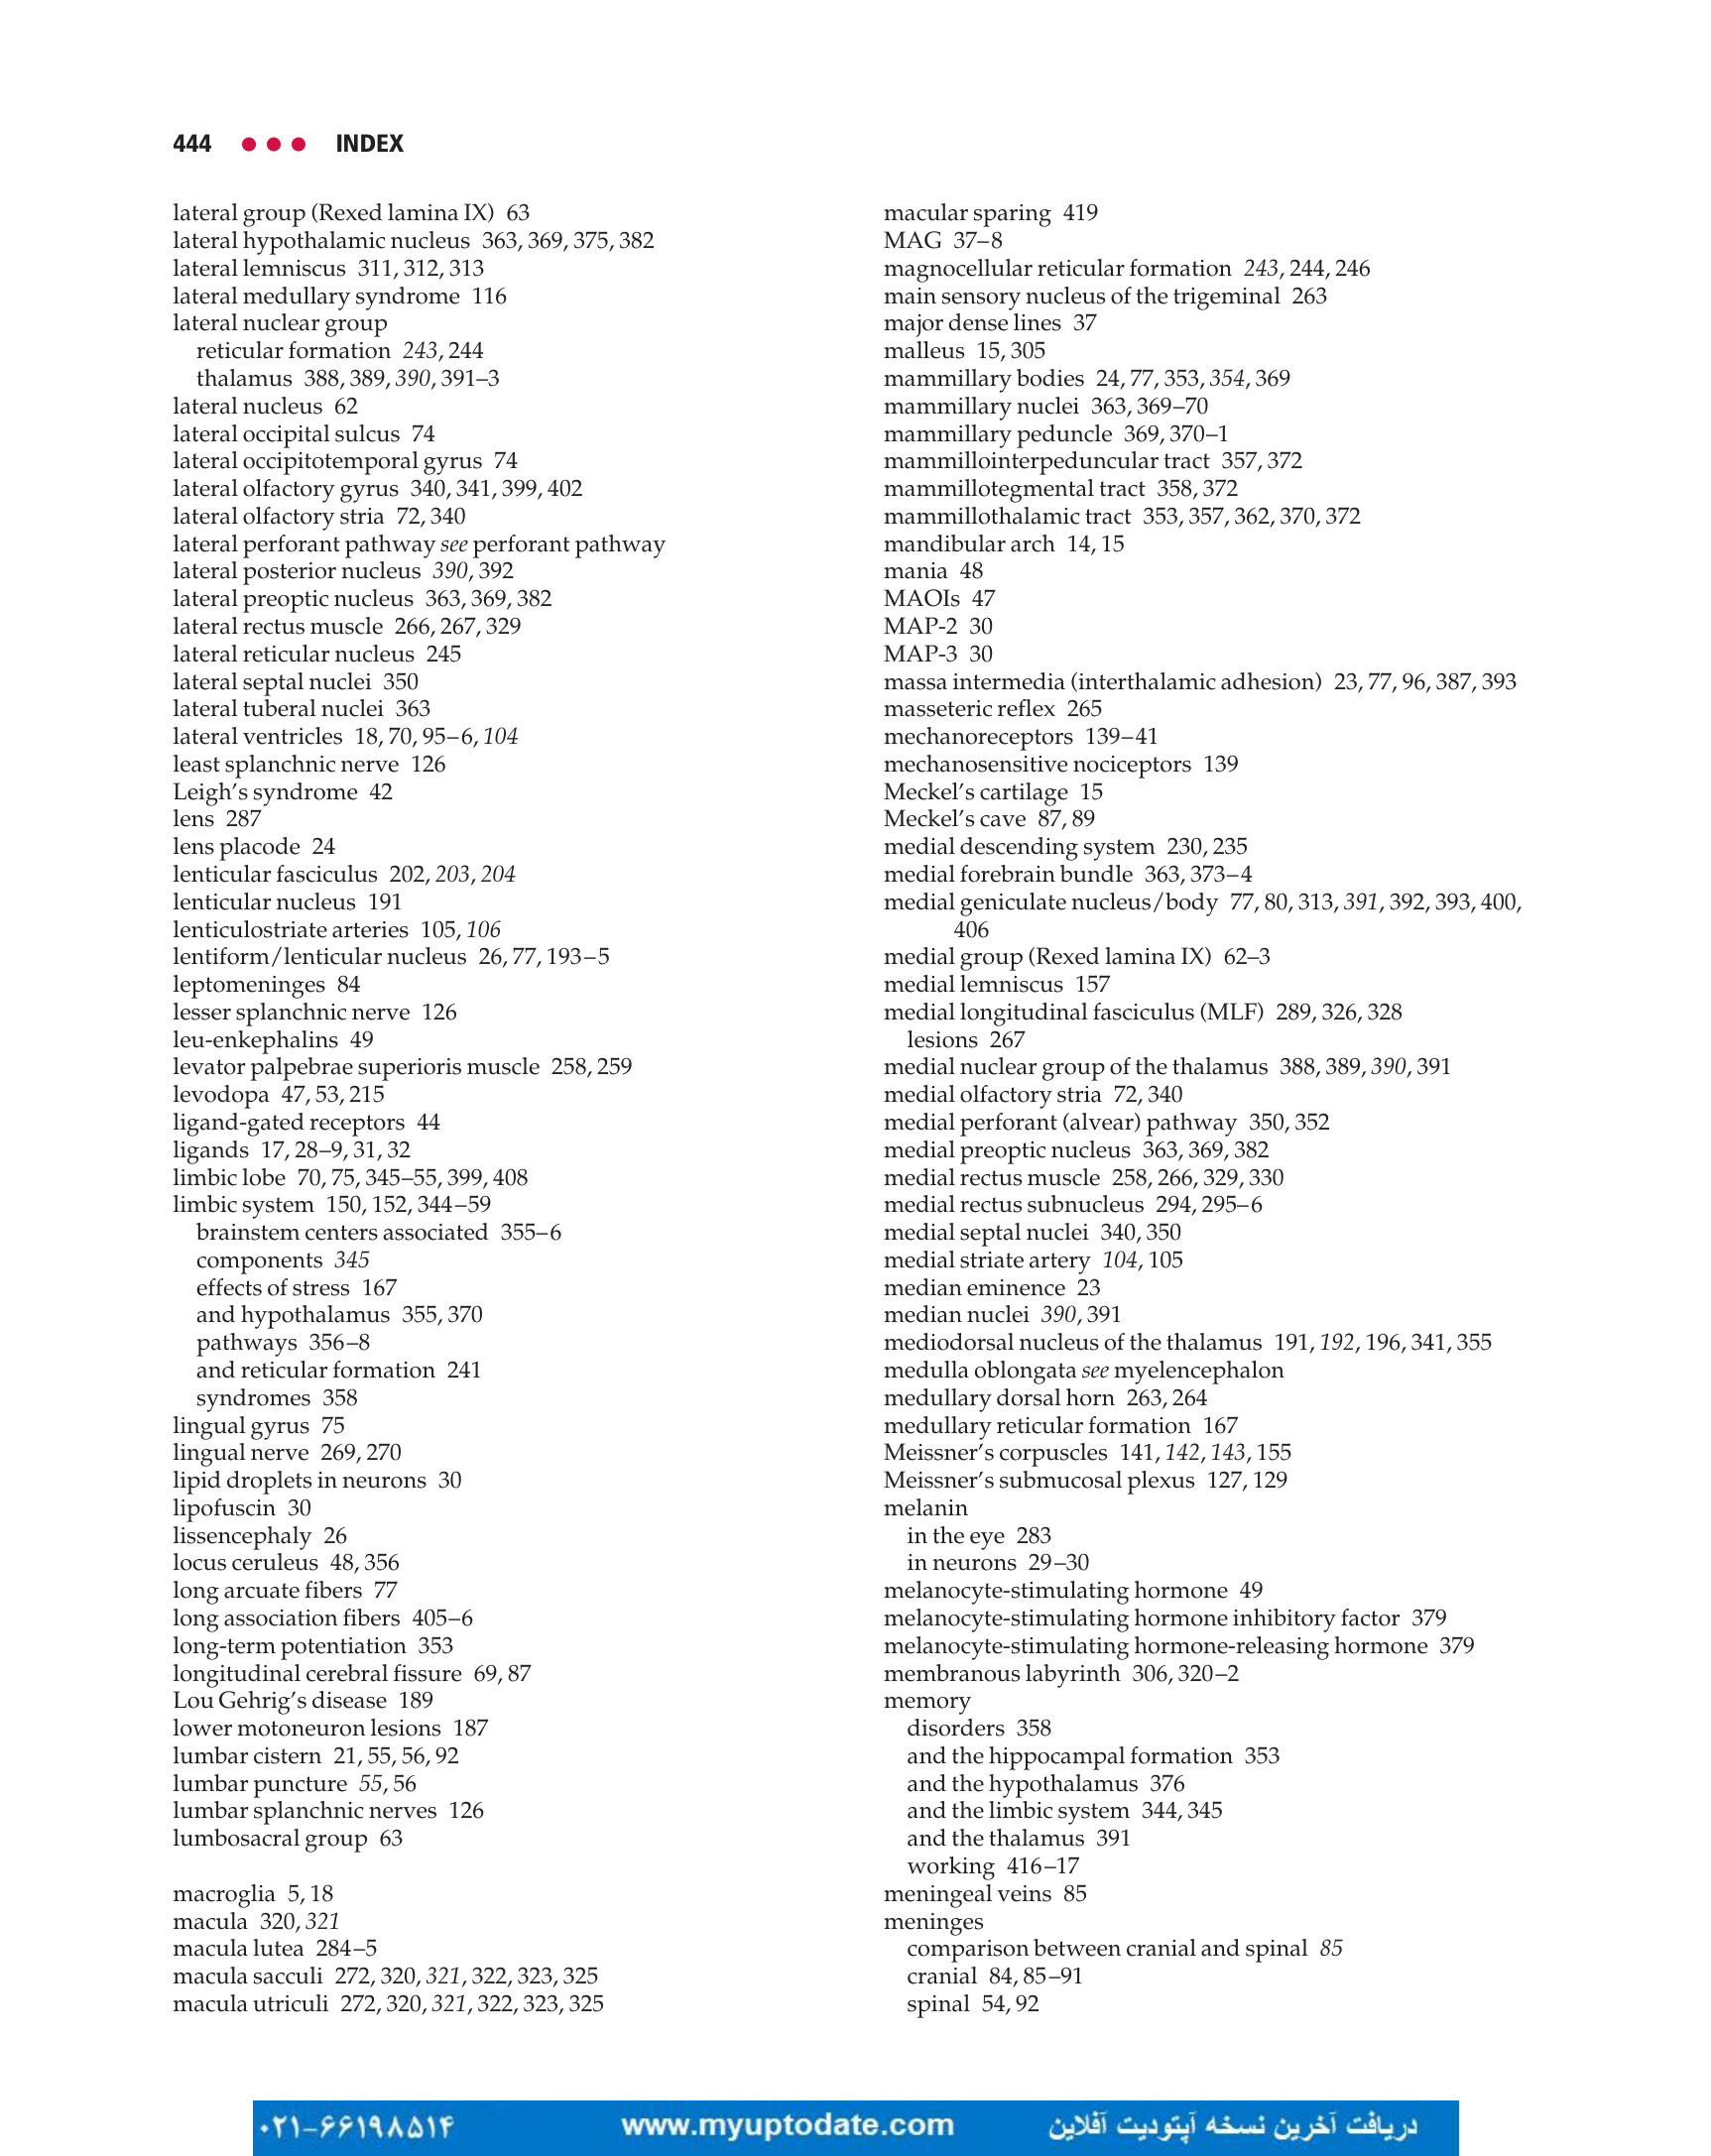 444 ● ● ● INDEX
lateral group (Rexed lamina IX) 63
lateral hypothalamic nucleus 363, 369, 375, 382
lateral lemniscus 311, 312, 313
lateral medullary syndrome 116
lateral nuclear group
reticular formation 243, 244
thalamus 388, 389, 390, 391–3
lateral nucleus 62
lateral occipital sulcus 74
lateral occipitotemporal gyrus 74
lateral olfactory gyrus 340, 341, 399, 402
lateral olfactory stria 72, 340
lateral perforant pathway see perforant pathway
lateral posterior nucleus 390, 392
lateral preoptic nucleus 363, 369, 382
lateral rectus muscle 266, 267, 329
lateral reticular nucleus 245
lateral septal nuclei 350
lateral tuberal nuclei 363
lateral ventricles 18, 70, 95–6, 104
least splanchnic nerve 126
Leigh's syndrome 42
lens 287
lens placode 24
lenticular fasciculus 202, 203, 204
lenticular nucleus 191
lenticulostriate arteries 105, 106
lentiform/lenticular nucleus 26, 77, 193–5
leptomeninges 84
lesser splanchnic nerve 126
leu-enkephalins 49
levator palpebrae superioris muscle 258, 259
levodopa 47, 53, 215
ligand-gated receptors 44
ligands 17, 28–9, 31, 32
limbic lobe 70, 75, 345–55, 399, 408
limbic system 150, 152, 344–59
brainstem centers associated 355–6
components 345
effects of stress 167
and hypothalamus 355, 370
pathways 356–8
and reticular formation 241
syndromes 358
lingual gyrus 75
lingual nerve 269, 270
lipid droplets in neurons 30
lipofuscin 30
lissencephaly 26
locus ceruleus 48, 356
long arcuate fibers 77
long association fibers 405–6
long-term potentiation 353
longitudinal cerebral fissure 69, 87
Lou Gehrig's disease 189
lower motoneuron lesions 187
lumbar cistern 21, 55, 56, 92
lumbar puncture 55, 56
lumbar splanchnic nerves 126
lumbosacral group 63
macroglia 5, 18
macula 320, 321
macula lutea 284–5
macula sacculi 272, 320, 321, 322, 323, 325
macula utriculi 272, 320, 321, 322, 323, 325
macular sparing 419
MAG 37–8
magnocellular reticular formation 243, 244, 246
main sensory nucleus of the trigeminal 263
major dense lines 37
malleus 15, 305
mammillary bodies 24, 77, 353, 354, 369
mammillary nuclei 363, 369–70
mammillary peduncle 369, 370–1
mammillointerpeduncular tract 357, 372
mammillotegmental tract 358, 372
mammillothalamic tract 353, 357, 362, 370, 372
mandibular arch 14, 15
mania 48
MAOIs 47
MAP-2 30
MAP-3 30
massa intermedia (interthalamic adhesion) 23, 77, 96, 387, 393
masseteric reflex 265
mechanoreceptors 139–41
mechanosensitive nociceptors 139
Meckel's cartilage 15
Meckel's cave 87, 89
medial descending system 230, 235
medial forebrain bundle 363, 373–4
medial geniculate nucleus/body 77, 80, 313, 391, 392, 393, 400,
406
medial group (Rexed lamina IX) 62–3
medial lemniscus 157
medial longitudinal fasciculus (MLF) 289, 326, 328
lesions 267
medial nuclear group of the thalamus 388, 389, 390, 391
medial olfactory stria 72, 340
medial perforant (alvear) pathway 350, 352
medial preoptic nucleus 363, 369, 382
medial rectus muscle 258, 266, 329, 330
medial rectus subnucleus 294, 295–6
medial septal nuclei 340, 350
medial striate artery 104, 105
median eminence 23
median nuclei 390, 391
mediodorsal nucleus of the thalamus 191, 192, 196, 341, 355
medulla oblongata see myelencephalon
medullary dorsal horn 263, 264
medullary reticular formation 167
Meissner's corpuscles 141, 142, 143, 155
Meissner's submucosal plexus 127, 129
melanin
in the eye 283
in neurons 29–30
melanocyte-stimulating hormone 49
melanocyte-stimulating hormone inhibitory factor 379
melanocyte-stimulating hormone-releasing hormone 379
membranous labyrinth 306, 320–2
memory
disorders 358
and the hippocampal formation 353
and the hypothalamus 376
and the limbic system 344, 345
and the thalamus 391
working 416–17
meningeal veins 85
meninges
comparison between cranial and spinal 85
cranial 84, 85–91
spinal 54, 92
۰۲۱-۶۶۱۹۸۵۱۴ www.myuptodate.com دریافت آخرین نسخه آپتودیت آفلاین